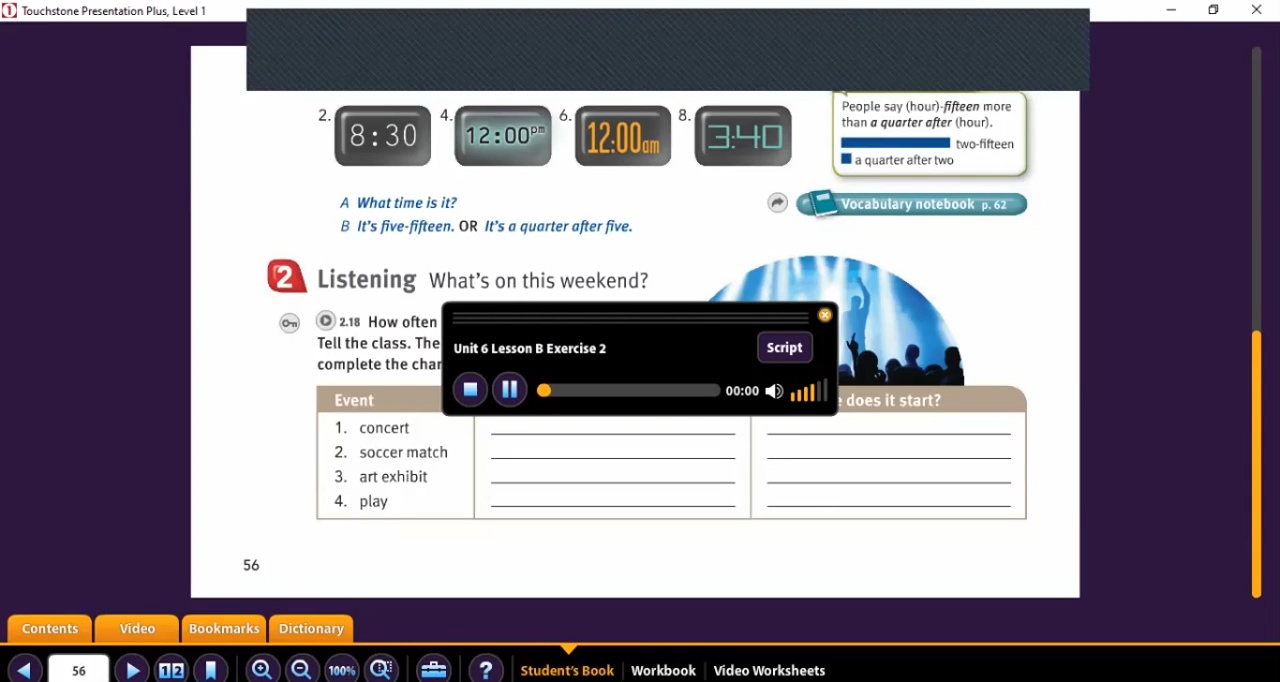 Touchstone Presentation Plus, Level 1
2. 8:30 4. 12:00pm 6. 12:00am 8. 3:40
People say (hour)-fifteen more
than a quarter after (hour).
two-fifteen
a quarter after two
A What time is it?
B It's five-fifteen. OR It's a quarter after five.
Vocabulary notebook p. 62
2 Listening What's on this weekend?
2.18 How often
Tell the class. The
complete the char
Unit 6 Lesson B Exercise 2
Script
00:00
Event
does it start?
1. concert
2. soccer match
3. art exhibit
4. play
56
Contents Video Bookmarks Dictionary
56 1 2 100% ? Student's Book Workbook Video Worksheets